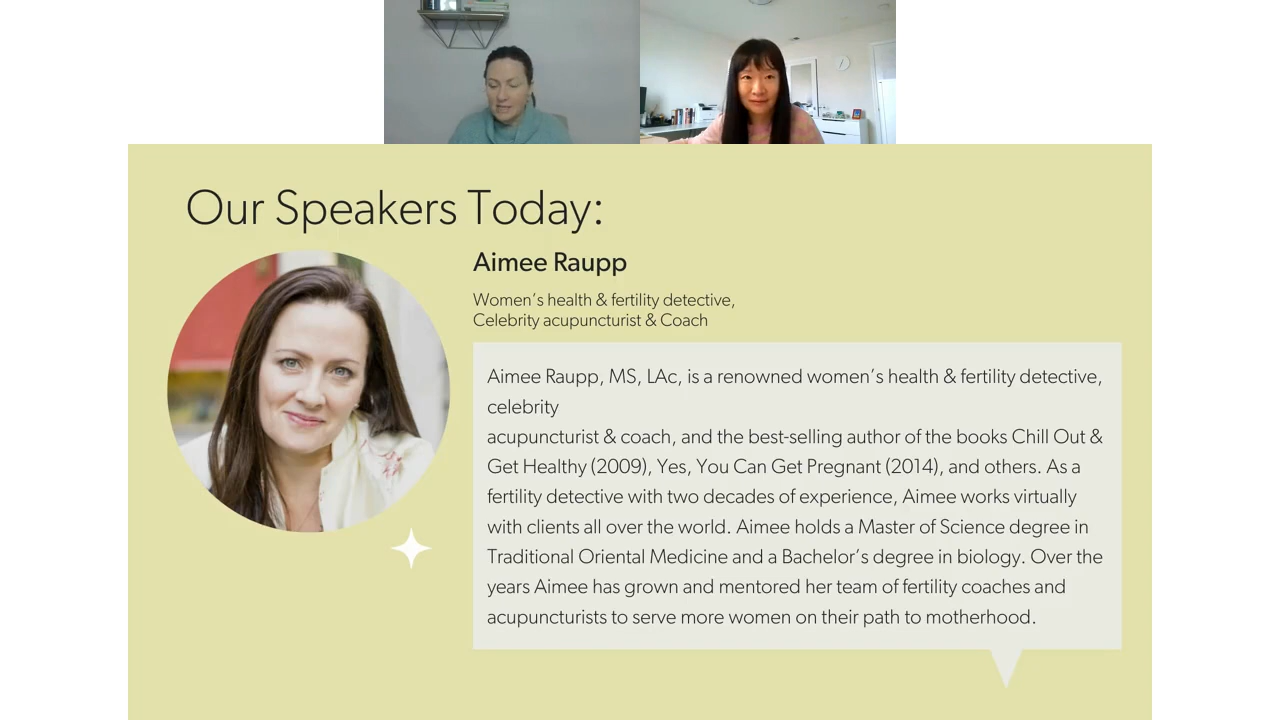 Our Speakers Today:
Aimee Raupp
Women's health & fertility detective,
Celebrity acupuncturist & Coach
Aimee Raupp, MS, LAc, is a renowned women's health & fertility detective,
celebrity
acupuncturist & coach, and the best-selling author of the books Chill Out &
Get Healthy (2009), Yes, You Can Get Pregnant (2014), and others. As a
fertility detective with two decades of experience, Aimee works virtually
with clients all over the world. Aimee holds a Master of Science degree in
Traditional Oriental Medicine and a Bachelor's degree in biology. Over the
years Aimee has grown and mentored her team of fertility coaches and
acupuncturists to serve more women on their path to motherhood.